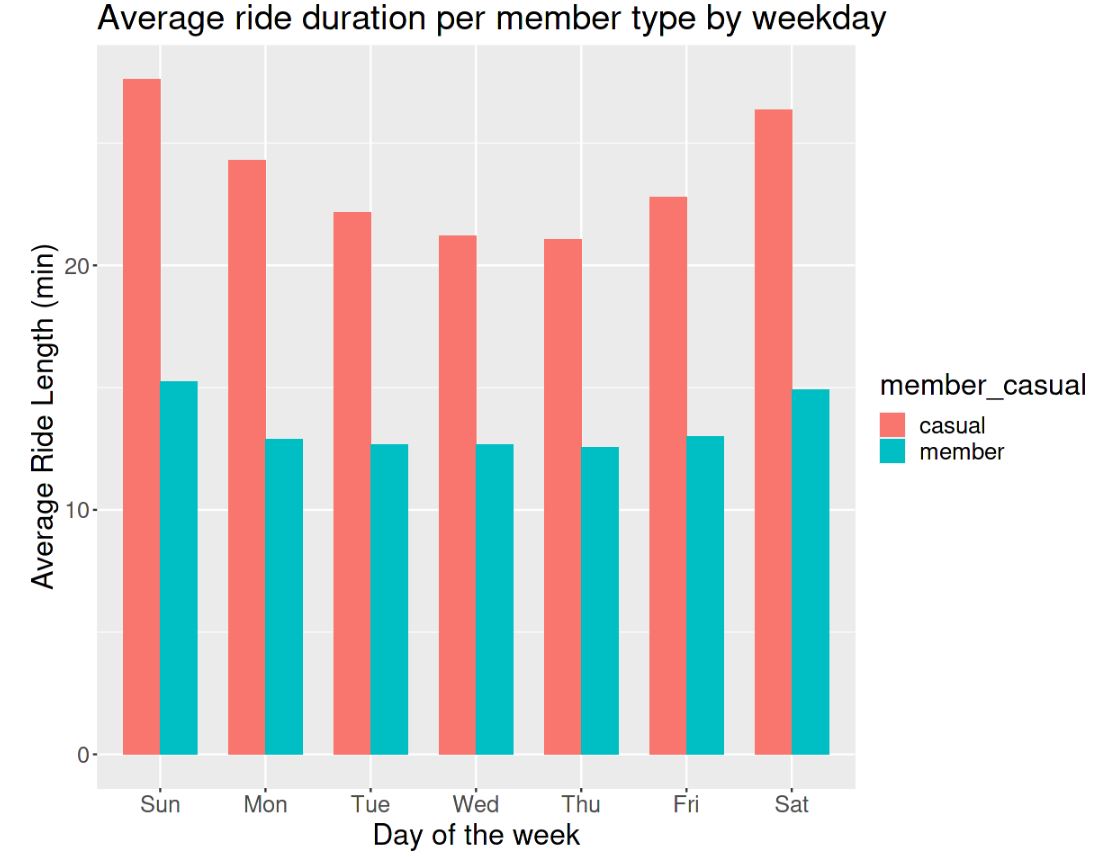 Average ride duration per member type by weekday
Average Ride Length (min)
20
10
0
Sun Mon Tue Wed Thu Fri Sat
Day of the week
member_casual
casual
member